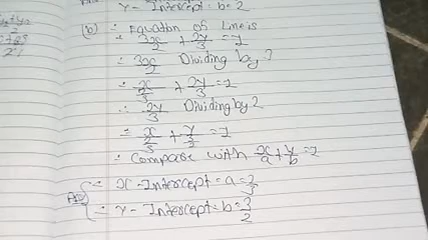 Y - Intercept = b = 2
(b) ∴ Equation of Line is
∴ 3x/2 + 2y/3 = 1
∴ 3x/2 Dividing by 3
∴ x/(2/3) + 2y/3 = 1
∴ 2y/3 Dividing by 2
∴ x/(2/3) + y/(3/2) = 1
∴ Compare with x/a + y/b = 1
∴ x - Intercept = a = 2/3
∴ Y - Intercept = b = 3/2